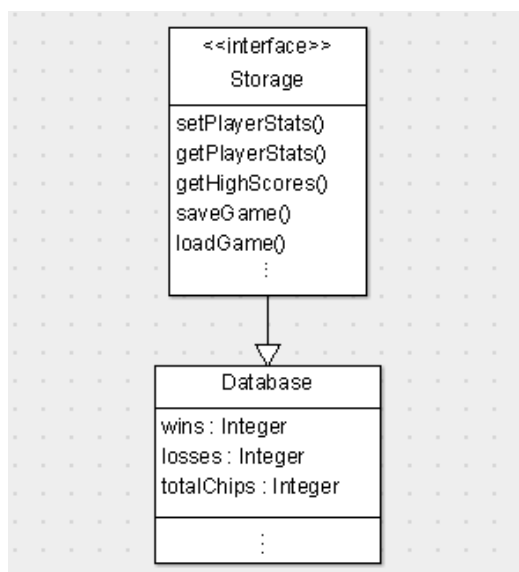 <<interface>>
Storage
setPlayerStats()
getPlayerStats()
getHighScores()
saveGame()
loadGame()
⋮
Database
wins : Integer
losses : Integer
totalChips : Integer
⋮